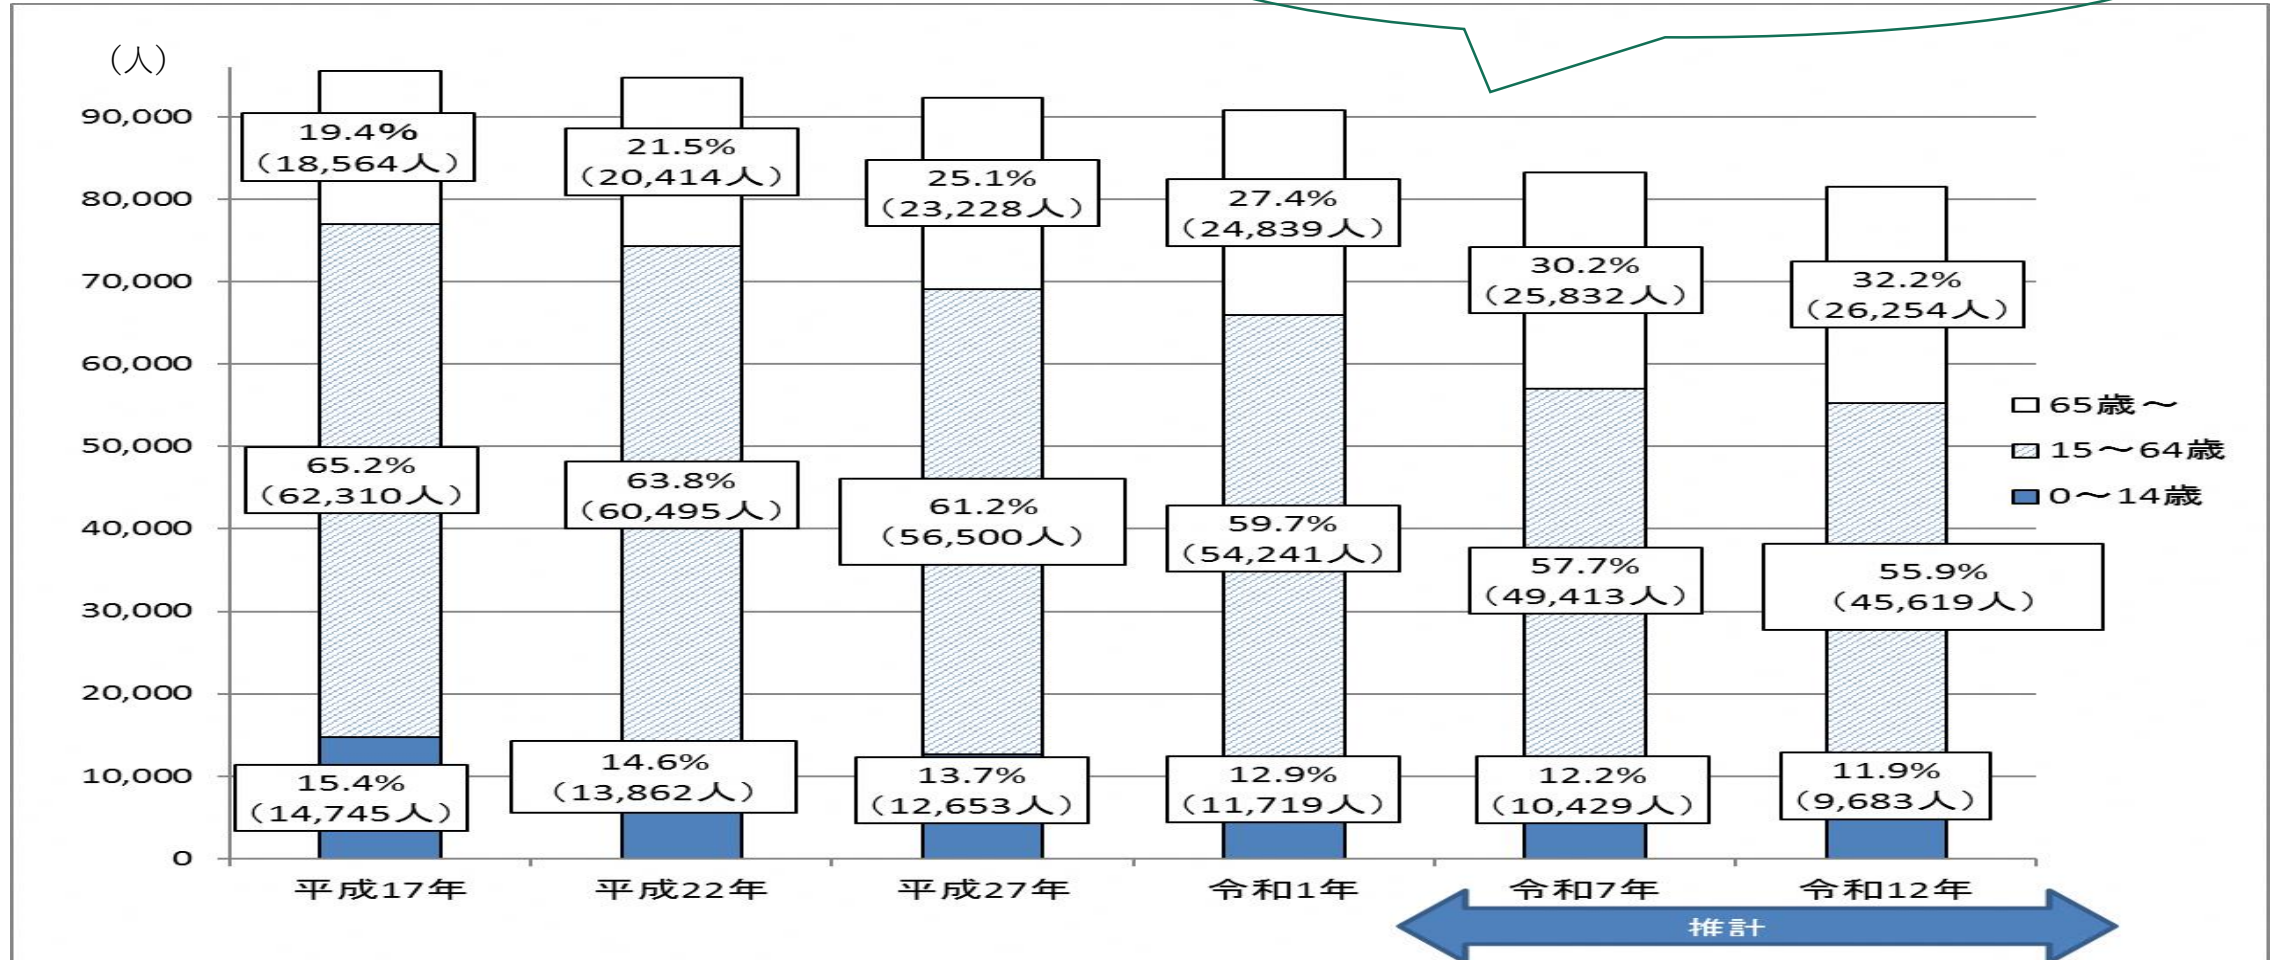 （人）
90,000
80,000
70,000
60,000
50,000
40,000
30,000
20,000
10,000
0
19.4%
（18,564人）
65.2%
（62,310人）
15.4%
（14,745人）
21.5%
（20,414人）
63.8%
（60,495人）
14.6%
（13,862人）
25.1%
（23,228人）
61.2%
（56,500人）
13.7%
（12,653人）
27.4%
（24,839人）
59.7%
（54,241人）
12.9%
（11,719人）
30.2%
（25,832人）
57.7%
（49,413人）
12.2%
（10,429人）
32.2%
（26,254人）
55.9%
（45,619人）
11.9%
（9,683人）
65歳～
15～64歳
0～14歳
平成17年
平成22年
平成27年
令和1年
令和7年
令和12年
推計